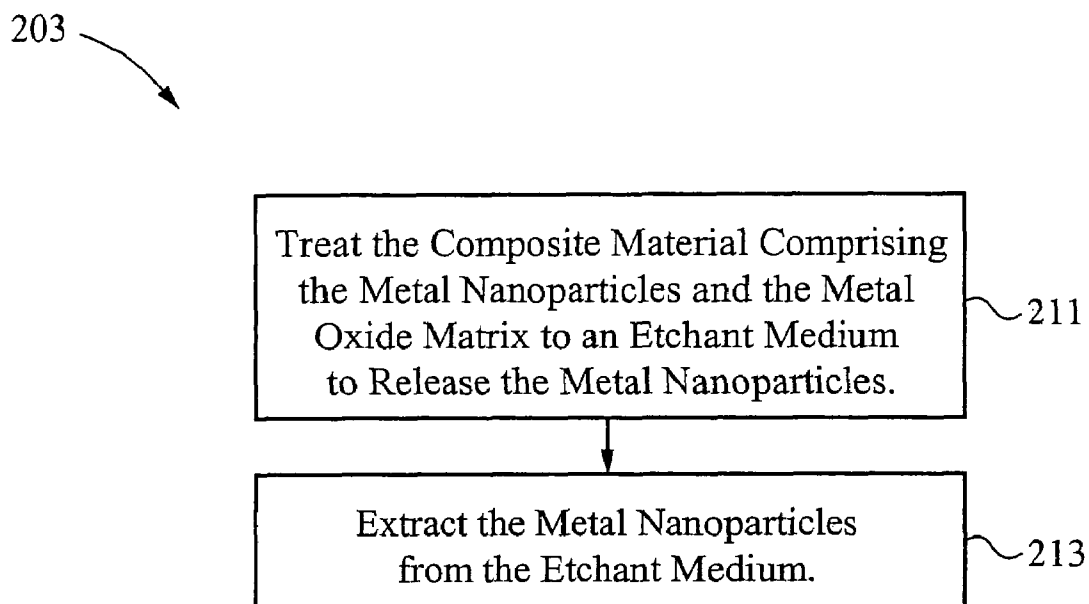 203
Treat the Composite Material Comprising
the Metal Nanoparticles and the Metal
Oxide Matrix to an Etchant Medium
to Release the Metal Nanoparticles.
211
Extract the Metal Nanoparticles
from the Etchant Medium.
213